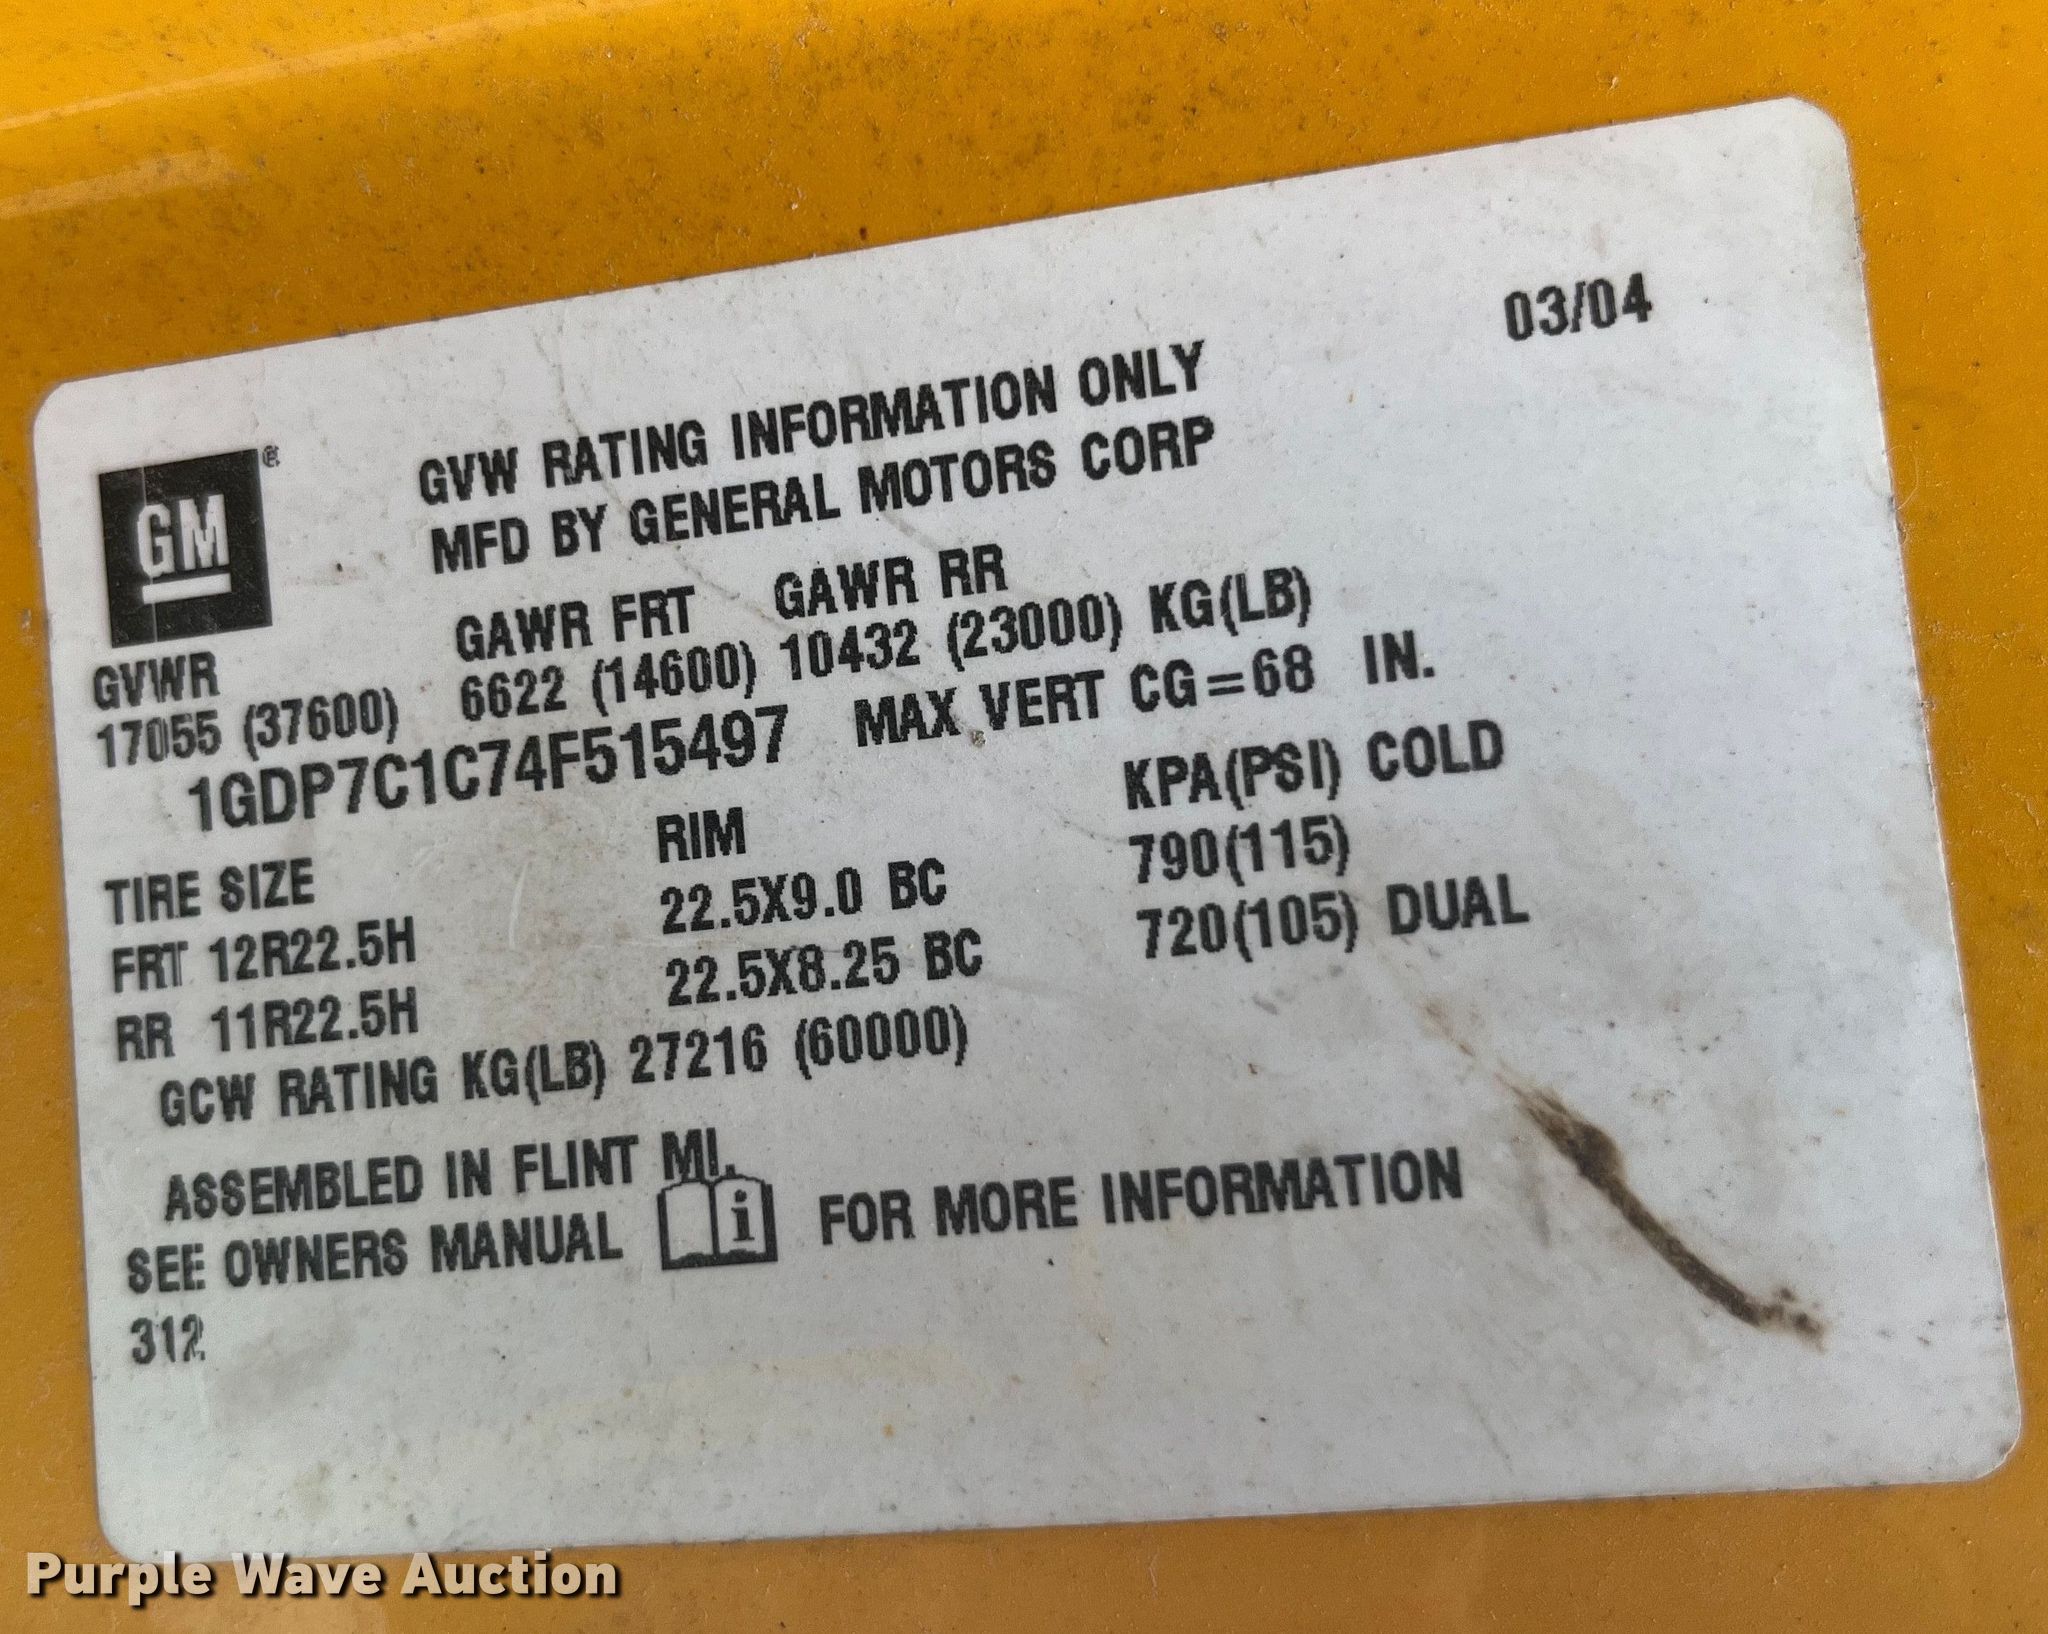 03/04
GM®
GVW RATING INFORMATION ONLY
MFD BY GENERAL MOTORS CORP
GVWR GAWR FRT GAWR RR
17055 (37600) 6622 (14600) 10432 (23000) KG(LB)
1GDP7C1C74F515497 MAX VERT CG=68 IN.
TIRE SIZE RIM KPA(PSI) COLD
FRT 12R22.5H 22.5X9.0 BC 790(115)
RR 11R22.5H 22.5X8.25 BC 720(105) DUAL
GCW RATING KG(LB) 27216 (60000)
ASSEMBLED IN FLINT MI.
SEE OWNERS MANUAL i FOR MORE INFORMATION
312
Purple Wave Auction